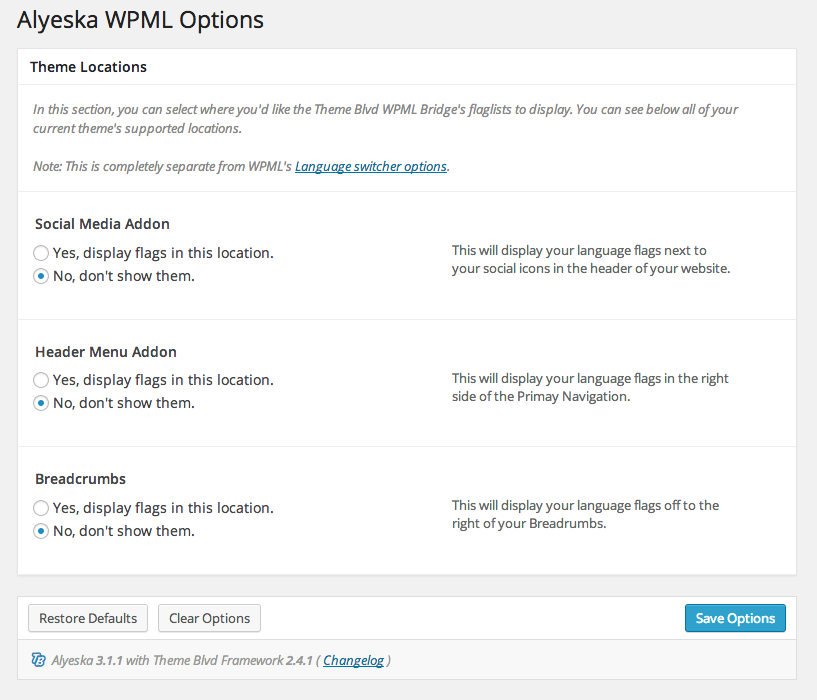 Alyeska WPML Options
Theme Locations
In this section, you can select where you'd like the Theme Blvd WPML Bridge's flaglists to display. You can see below all of your
current theme's supported locations.
Note: This is completely separate from WPML's Language switcher options.
Social Media Addon
Yes, display flags in this location.
No, don't show them.
This will display your language flags next to
your social icons in the header of your website.
Header Menu Addon
Yes, display flags in this location.
No, don't show them.
This will display your language flags in the right
side of the Primay Navigation.
Breadcrumbs
Yes, display flags in this location.
No, don't show them.
This will display your language flags off to the
right of your Breadcrumbs.
Restore Defaults
Clear Options
Save Options
Alyeska 3.1.1 with Theme Blvd Framework 2.4.1 ( Changelog )